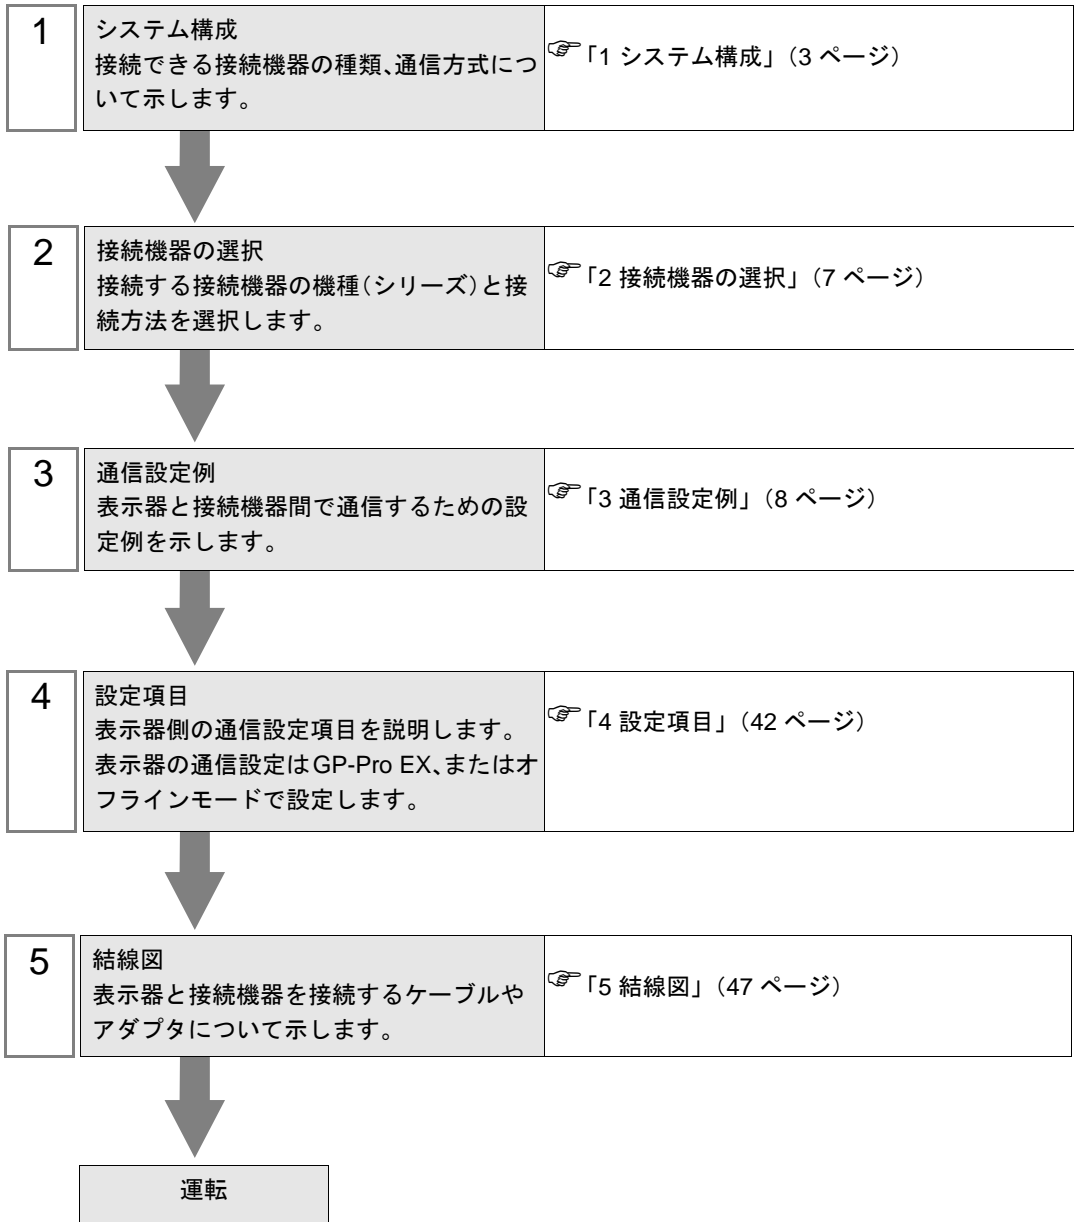 1
システム構成
接続できる接続機器の種類、通信方式につ
いて示します。
☞「1 システム構成」（3 ページ）
2
接続機器の選択
接続する接続機器の機種（シリーズ）と接
続方法を選択します。
☞「2 接続機器の選択」（7 ページ）
3
通信設定例
表示器と接続機器間で通信するための設
定例を示します。
☞「3 通信設定例」（8 ページ）
4
設定項目
表示器側の通信設定項目を説明します。
表示器の通信設定はGP-Pro EX、またはオ
フラインモードで設定します。
☞「4 設定項目」（42 ページ）
5
結線図
表示器と接続機器を接続するケーブルや
アダプタについて示します。
☞「5 結線図」（47 ページ）
運転